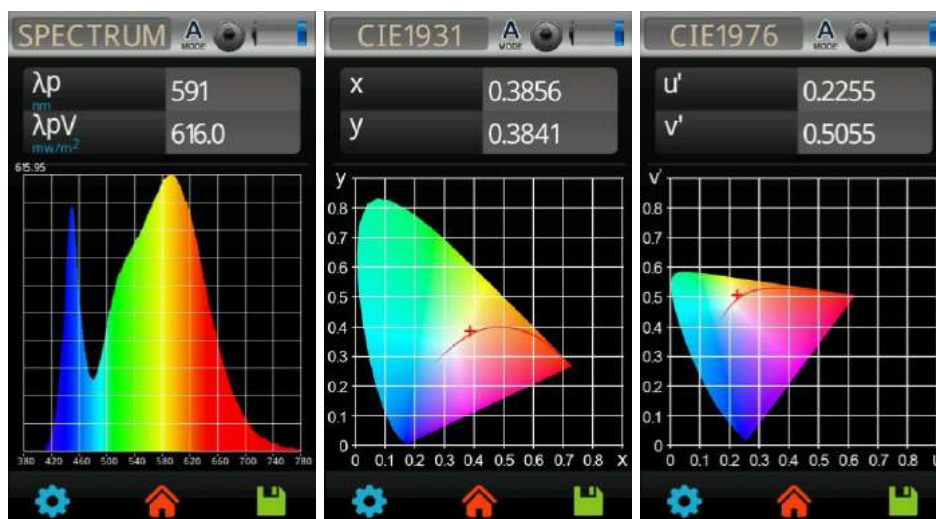 SPECTRUM A MODE
λp nm 591
λpV mw/m² 616.0
615.95
380 420 460 500 540 580 620 660 700 740 780
CIE1931 A MODE
x 0.3856
y 0.3841
y
0.8
0.7
0.6
0.5
0.4
0.3
0.2
0.1
0
0 0.1 0.2 0.3 0.4 0.5 0.6 0.7 0.8 X
CIE1976 A MODE
u' 0.2255
v' 0.5055
v'
0.8
0.7
0.6
0.5
0.4
0.3
0.2
0.1
0
0 0.1 0.2 0.3 0.4 0.5 0.6 0.7 0.8